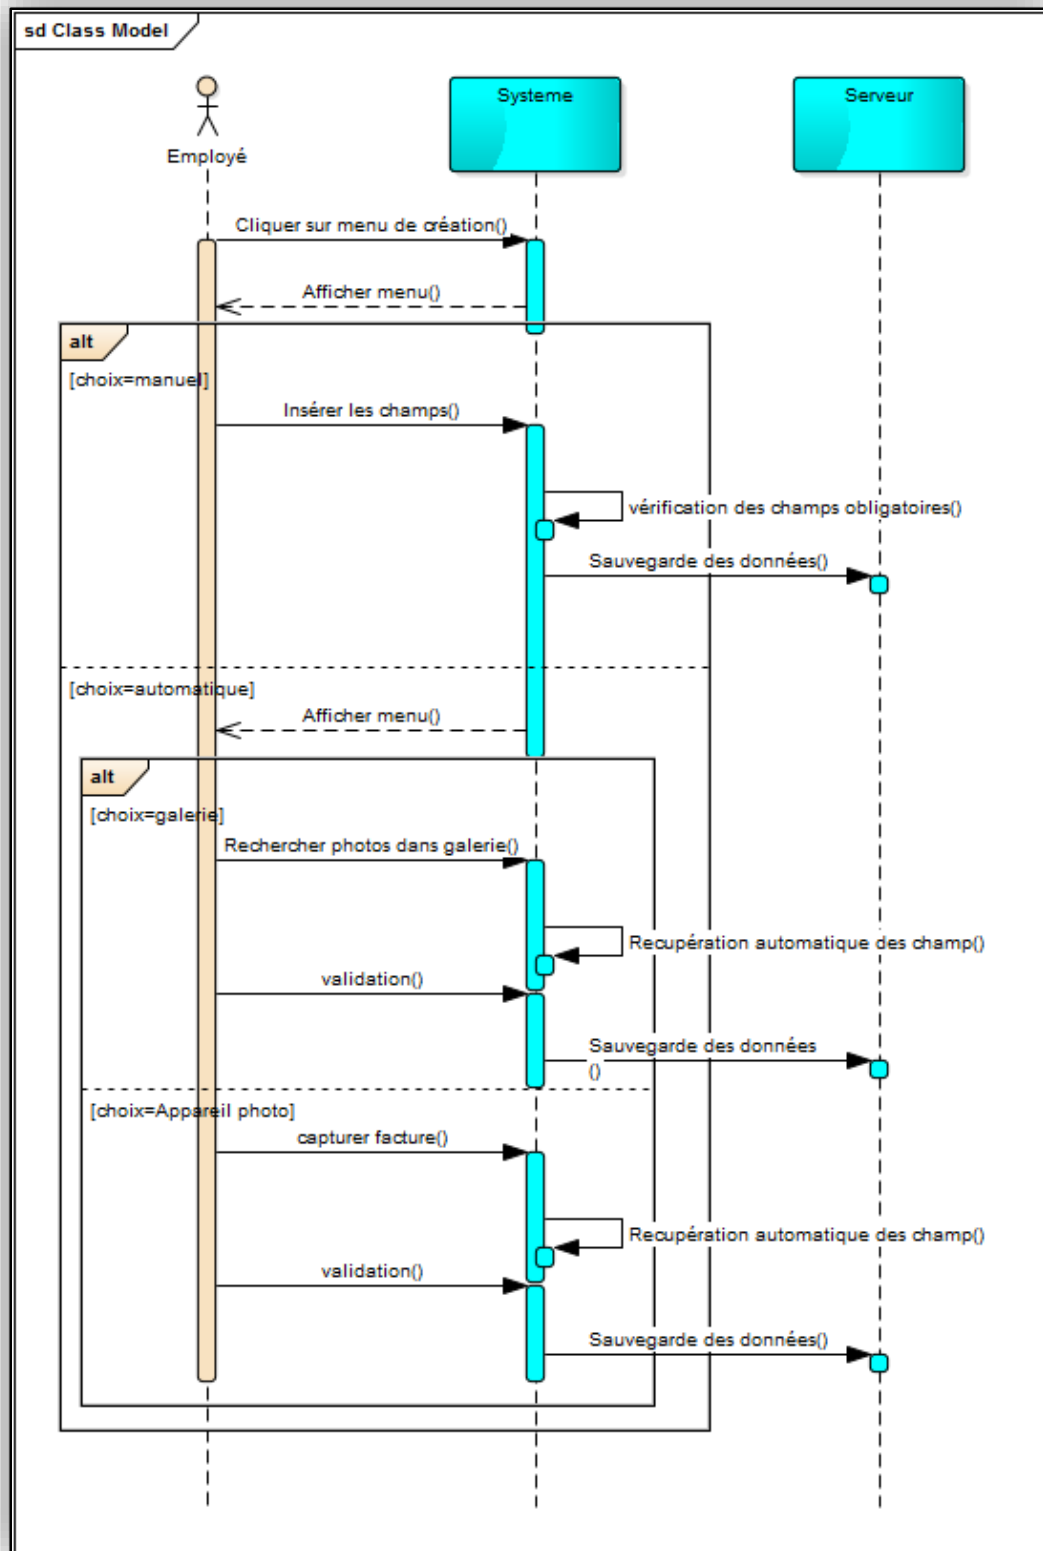 sd Class Model
Systeme
Serveur
Employé
Cliquer sur menu de création()
Afficher menu()
alt
[choix=manuel]
Insérer les champs()
vérification des champs obligatoires()
Sauvegarde des données()
[choix=automatique]
Afficher menu()
alt
[choix=galerie]
Rechercher photos dans galerie()
Recupération automatique des champ()
validation()
Sauvegarde des données
()
[choix=Appareil photo]
capturer facture()
Recupération automatique des champ()
validation()
Sauvegarde des données()